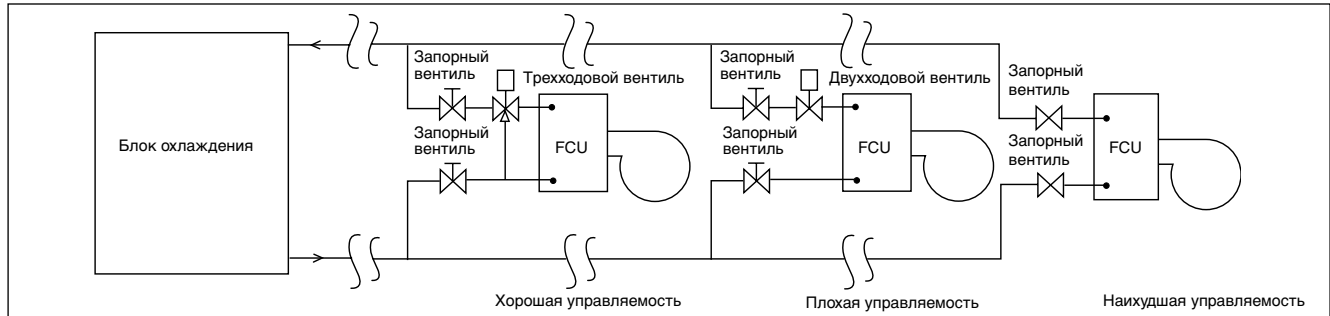 Запорный
вентиль
Трехходовой вентиль
Запорный
вентиль
Двухходовой вентиль
Запорный
вентиль
Блок охлаждения
Запорный
вентиль
FCU
Запорный
вентиль
FCU
Запорный
вентиль
FCU
Хорошая управляемость
Плохая управляемость
Наихудшая управляемость